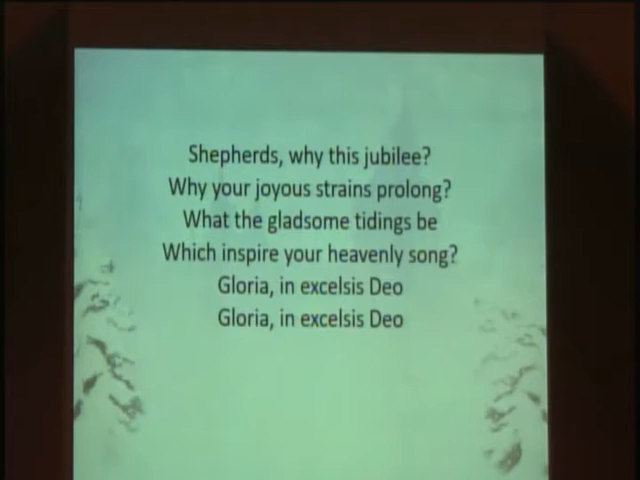 Shepherds, why this jubilee?
Why your joyous strains prolong?
What the gladsome tidings be
Which inspire your heavenly song?
Gloria, in excelsis Deo
Gloria, in excelsis Deo